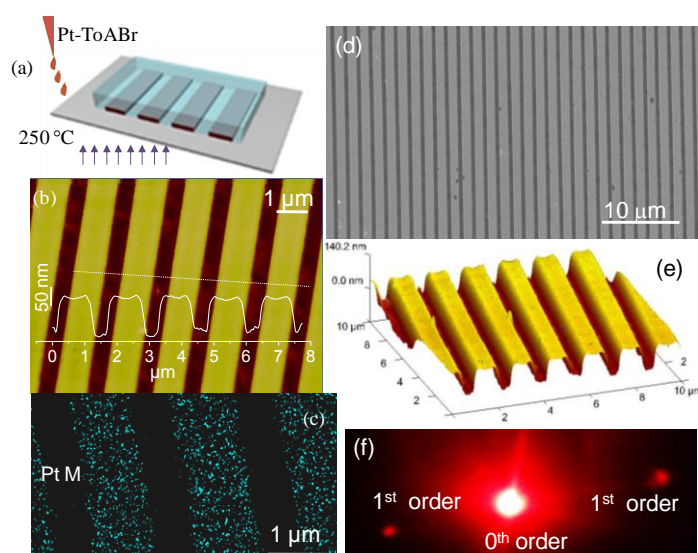 Pt-ToABr
(a)
250 °C
(b)
1 µm
50 nm
0 1 2 3 4 5 6 7 8
µm
(c)
Pt M
1 µm
(d)
10 µm
140.2 nm
(e)
0.0 nm
10 µm
8
6
4
2
2
4
6
8
10 µm
2
(f)
1st order
1st order
0th order